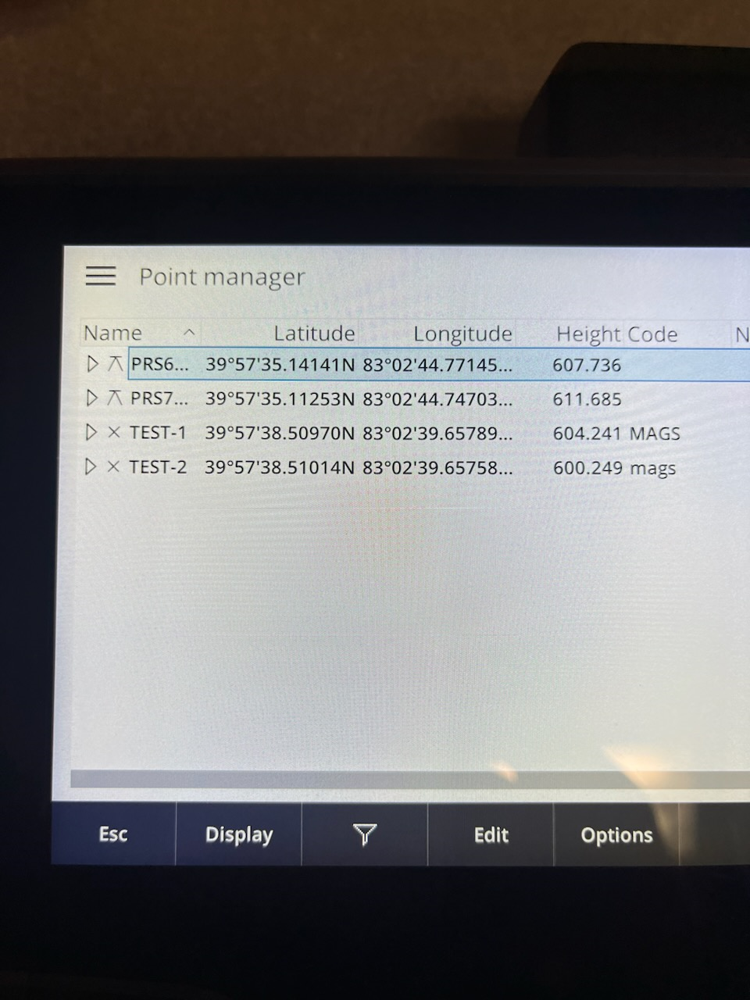 Point manager
Name Latitude Longitude Height Code N
PRS6... 39°57'35.14141N 83°02'44.77145... 607.736
PRS7... 39°57'35.11253N 83°02'44.74703... 611.685
TEST-1 39°57'38.50970N 83°02'39.65789... 604.241 MAGS
TEST-2 39°57'38.51014N 83°02'39.65758... 600.249 mags
Esc Display Edit Options